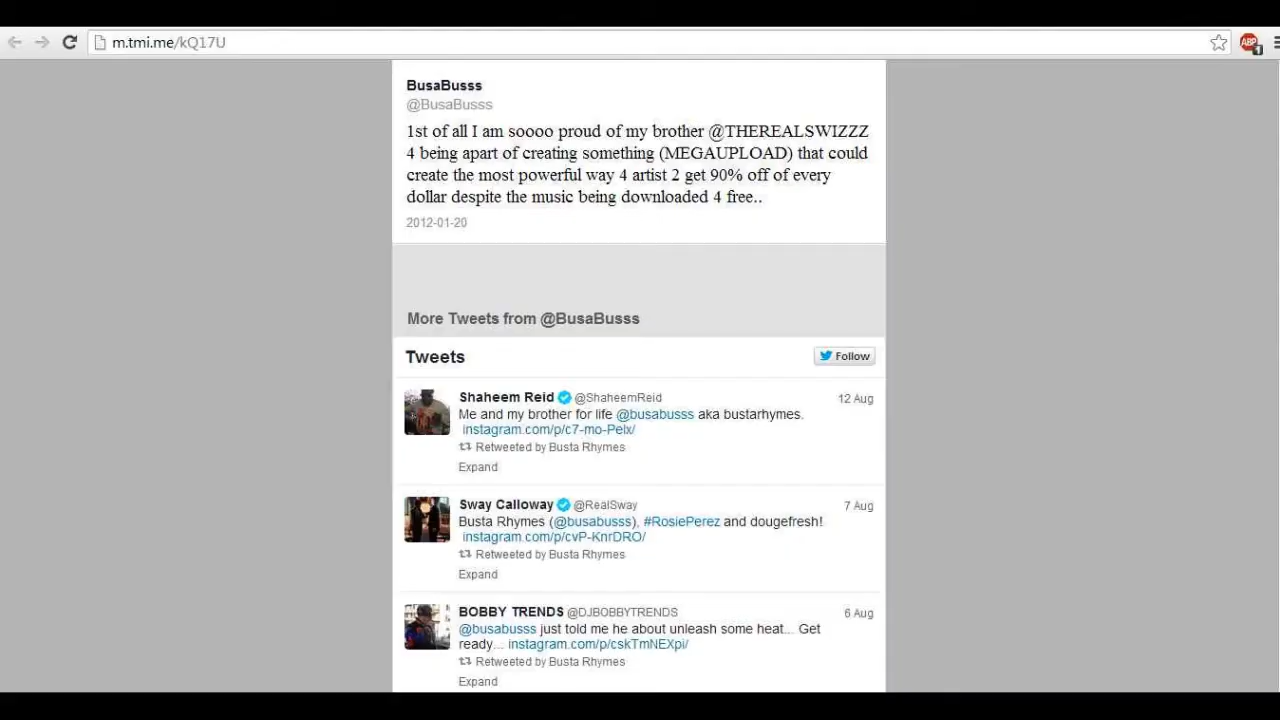 m.tmi.me/kQ17U
ABP
1
BusaBusss
@BusaBusss
1st of all I am soooo proud of my brother @THEREALSWIZZZ
4 being apart of creating something (MEGAUPLOAD) that could
create the most powerful way 4 artist 2 get 90% off of every
dollar despite the music being downloaded 4 free..
2012-01-20
More Tweets from @BusaBusss
Tweets
Follow
Shaheem Reid @ShaheemReid 12 Aug
Me and my brother for life @busabusss aka bustarhymes.
instagram.com/p/c7-mo-Pelx/
Retweeted by Busta Rhymes
Expand
Sway Calloway @RealSway 7 Aug
Busta Rhymes (@busabusss), #RosiePerez and dougefresh!
instagram.com/p/cvP-KnrDRO/
Retweeted by Busta Rhymes
Expand
BOBBY TRENDS @DJBOBBYTRENDS 6 Aug
@busabusss just told me he about unleash some heat... Get
ready... instagram.com/p/cskTmNEXpi/
Retweeted by Busta Rhymes
Expand